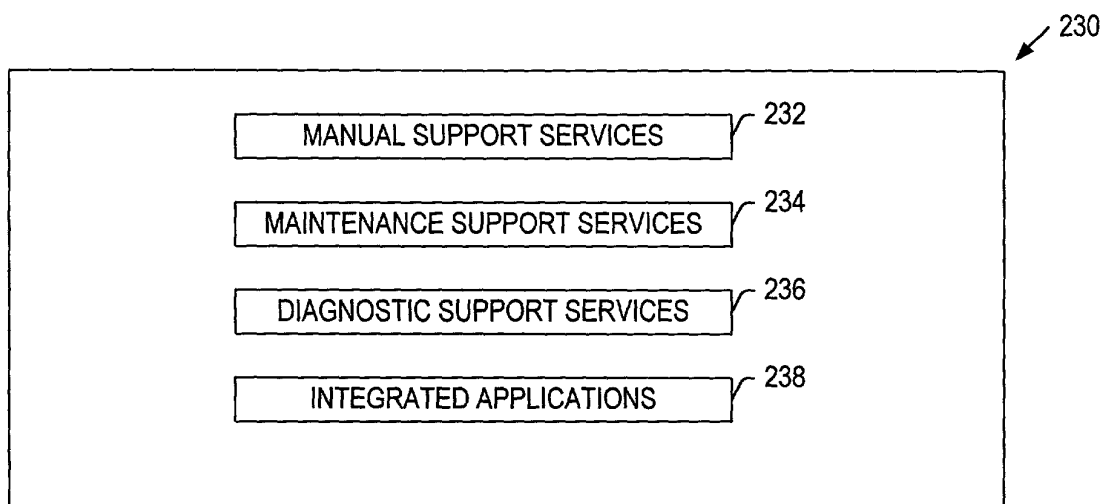 230
MANUAL SUPPORT SERVICES
232
MAINTENANCE SUPPORT SERVICES
234
DIAGNOSTIC SUPPORT SERVICES
236
INTEGRATED APPLICATIONS
238